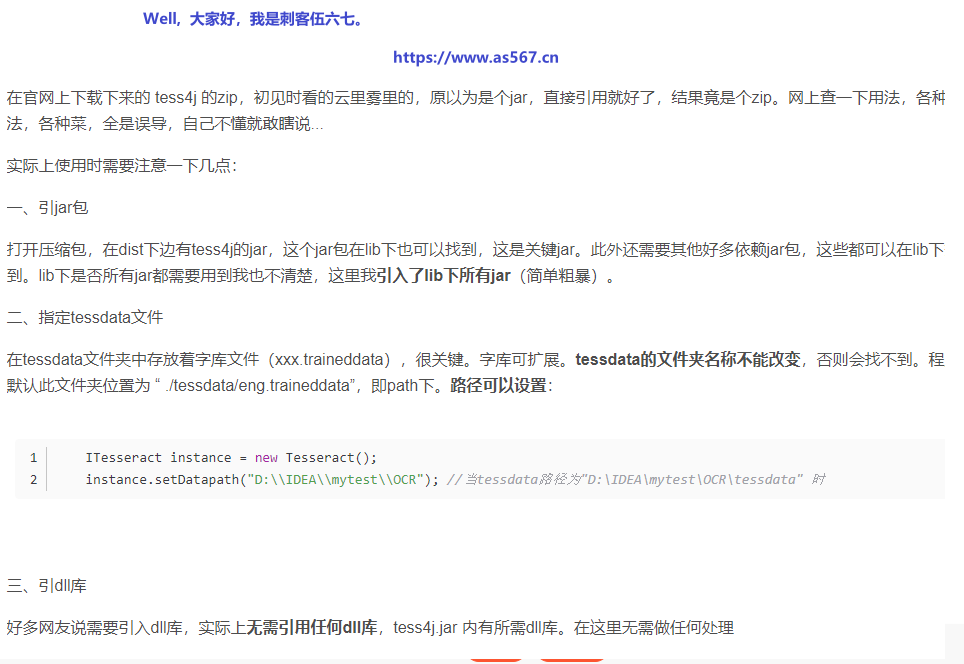 Well，大家好，我是刺客伍六七。
https://www.as567.cn
在官网上下载下来的 tess4j 的zip，初见时看的云里雾里的，原以为是个jar，直接引用就好了，结果竟是个zip。网上查一下用法，各种
法，各种菜，全是误导，自己不懂就敢瞎说...
实际上使用时需要注意一下几点：
一、引jar包
打开压缩包，在dist下边有tess4j的jar，这个jar包在lib下也可以找到，这是关键jar。此外还需要其他好多依赖jar包，这些都可以在lib下
到。lib下是否所有jar都需要用到我也不清楚，这里我引入了lib下所有jar（简单粗暴）。
二、指定tessdata文件
在tessdata文件夹中存放着字库文件（xxx.traineddata），很关键。字库可扩展。tessdata的文件夹名称不能改变，否则会找不到。程
默认此文件夹位置为 “ ./tessdata/eng.traineddata”，即path下。路径可以设置：
1 ITesseract instance = new Tesseract();
2 instance.setDatapath("D:\\IDEA\\mytest\\OCR"); //当tessdata路径为"D:\IDEA\mytest\OCR\tessdata" 时
三、引dll库
好多网友说需要引入dll库，实际上无需引用任何dll库，tess4j.jar 内有所需dll库。在这里无需做任何处理